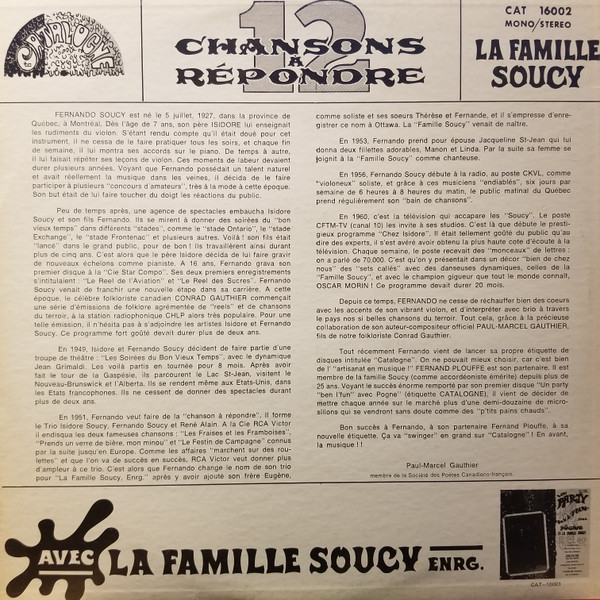 CATALOGUE
12
CHANSONS
À
RÉPONDRE
CAT 16002
MONO/STEREO
LA FAMILLE
SOUCY
FERNANDO SOUCY est né le 5 juillet, 1927, dans la province de
Québec, à Montréal. Dès l'âge de 7 ans, son père ISIDORE lui enseignait
les rudiments du violon. S'étant rendu compte qu'il était doué pour cet
instrument, il ne cessa de le faire pratiquer tous les soirs, et chaque fin
de semaine, il lui montra ses accords sur le piano. De temps à autre,
il lui faisait répéter ses leçons de violon. Ces moments de labeur devaient
durer plusieurs années. Voyant que Fernando possédait un talent naturel
et avait réellement la musique dans les veines, il décida de le faire
participer à plusieurs "concours d'amateurs", très à la mode à cette époque.
Son but était de lui faire toucher du doigt les réactions du public.
Peu de temps après, une agence de spectacles embaucha Isidore
Soucy et son fils Fernando. Ils se mirent à donner des soirées du "bon
vieux temps" dans différents "stades", comme le "stade Ontario", le "stade
Exchange", le "stade Frontenac" et plusieurs autres. Voilà! son fils était
"lancé" dans le grand public, pour de bon! Ils travaillèrent ainsi durant
plus de cinq ans. C'est alors que le père Isidore décida de lui faire gravir
de nouveaux échelons comme pianiste. A 16 ans, Fernando grava son
premier disque à la "Cie Star Compo". Ses deux premiers enregistrements
s'intitulaient : "Le Reel de l'Aviation" et "Le Reel des Sucres". Fernando
Soucy venait de franchir une nouvelle étape dans sa carrière. A cette
époque, le célèbre folkloriste canadien CONRAD GAUTHIER commençait
une série d'émissions de folklore agrémentée de "reels" et de chansons
du terroir, à la station radiophonique CHLP alors très populaire. Pour une
telle émission, il n'hésita pas à s'adjoindre les artistes Isidore et Fernando
Soucy. Ce programme fort goûté devait durer plus de deux ans.
En 1949, Isidore et Fernando Soucy décident de faire partie d'une
troupe de théâtre : "Les Soirées du Bon Vieux Temps", avec le dynamique
Jean Grimaldi. Les voilà partis en tournée pour 8 mois. Après avoir
fait le tour de la Gaspésie, ils parcourent le Lac St-Jean, visitent le
Nouveau-Brunswick et l'Alberta. Ils se rendent même aux Etats-Unis, dans
les Etats francophones. Ils ne cessent de donner des spectacles durant
plus de deux ans.
En 1951, Fernando veut faire de la "chanson à répondre". Il forme
le Trio Isidore Soucy, Fernando Soucy et René Alain. A la Cie RCA Victor
il endisqua les deux fameuses chansons : "Les Fraises et les Framboises",
"Prends un verre de bière, mon minou" et "Le Festin de Campagne" connus
par la suite jusqu'en Europe. Comme les affaires "marchent sur des rou-
lettes" et que l'on va de succès en succès, RCA Victor veut donner plus
d'ampleur à ce trio. C'est alors que Fernando change le nom de son trio
pour "La Famille Soucy, Enrg." après y avoir ajouté son frère Eugène,
comme soliste et ses soeurs Thérèse et Fernande, et il s'empresse d'enre-
gistrer ce nom à Ottawa. La "Famille Soucy" venait de naître.
En 1953, Fernando prend pour épouse Jacqueline St-Jean qui lui
donna deux fillettes adorables, Manon et Linda. Par la suite sa femme se
joignit à la "Famille Soucy" comme chanteuse.
En 1956, Fernando Soucy débute à la radio, au poste CKVL, comme
"violoneux" soliste, et grâce à ces musiciens "endiablés", six jours par
semaine de 6 heures à 8 heures du matin, le public matinal du Québec
prend régulièrement son "bain de chansons".
En 1960, c'est la télévision qui accapare les "Soucy". Le poste
CFTM-TV (canal 10) les invite à ses studios. C'est là que débute le presti-
gieux programme "Chez Isidore". Il était tellement goûté du public qu'au
dire des experts, il s'est avéré avoir obtenu la plus haute cote d'écoute à la
télévision. Chaque semaine, le poste recevait des "monceaux" de lettres :
on a parlé de 70,000. C'est qu'on y présentait dans un décor "bien de chez
nous" des "sets callés" avec des danseuses dynamiques, celles de la
"Famille Soucy", et avec le champion gigueur que tout le monde connaît,
OSCAR MORIN! Ce programme devait durer 20 mois.
Depuis ce temps, FERNANDO ne cesse de réchauffer bien des coeurs
avec les accents de son vibrant violon, et d'interpréter avec brio à travers
le pays nos si belles chansons du terroir. Tout cela, grâce à la précieuse
collaboration de son auteur-compositeur officiel PAUL-MARCEL GAUTHIER,
fils de notre folkloriste Conrad Gauthier.
Tout récemment Fernando vient de lancer sa propre étiquette de
disques intitulée "Catalogne". On ne pouvait mieux choisir, car c'est bien
de l' "artisanat en musique"! FERNAND PLOUFFE est son partenaire. Il est
membre de la famille Soucy (comme accordéoniste émérite) depuis plus de
25 ans. Voyant le succès énorme remporté par son premier disque "Un party
"ben l'fun" avec Pogne" (étiquette CATALOGNE), il vient de décider de
mettre chaque année sur le marché plus d'une demi-douzaine de micro-
sillons qui se vendront sans doute comme des "p'tits pains chauds".
Bon succès à Fernando, à son partenaire Fernand Plouffe, à sa
nouvelle étiquette. Ça va "swinger" en grand sur "Catalogne"! En avant,
la musique!!
Paul-Marcel Gauthier
membre de la Société des Poètes Canadiens-français.
AVEC LA FAMILLE SOUCY ENRG.
PARTY
CAT-16001